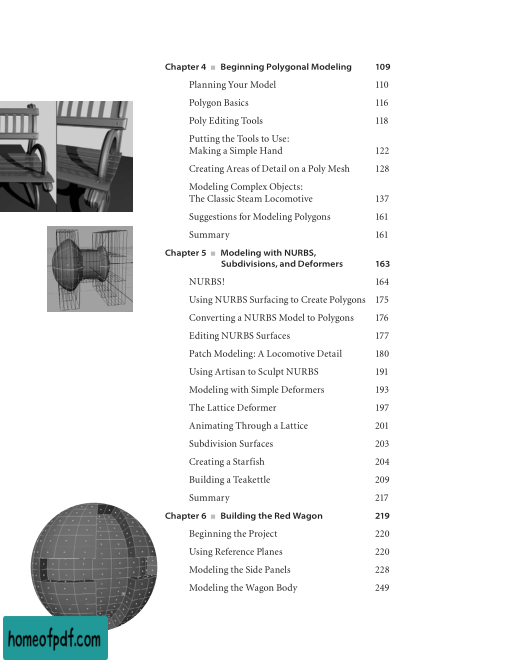 Chapter 4 ■ Beginning Polygonal Modeling 109
Planning Your Model 110
Polygon Basics 116
Poly Editing Tools 118
Putting the Tools to Use:
Making a Simple Hand 122
Creating Areas of Detail on a Poly Mesh 128
Modeling Complex Objects:
The Classic Steam Locomotive 137
Suggestions for Modeling Polygons 161
Summary 161
Chapter 5 ■ Modeling with NURBS,
Subdivisions, and Deformers 163
NURBS! 164
Using NURBS Surfacing to Create Polygons 175
Converting a NURBS Model to Polygons 176
Editing NURBS Surfaces 177
Patch Modeling: A Locomotive Detail 180
Using Artisan to Sculpt NURBS 191
Modeling with Simple Deformers 193
The Lattice Deformer 197
Animating Through a Lattice 201
Subdivision Surfaces 203
Creating a Starfish 204
Building a Teakettle 209
Summary 217
Chapter 6 ■ Building the Red Wagon 219
Beginning the Project 220
Using Reference Planes 220
Modeling the Side Panels 228
Modeling the Wagon Body 249
homeofpdf.com